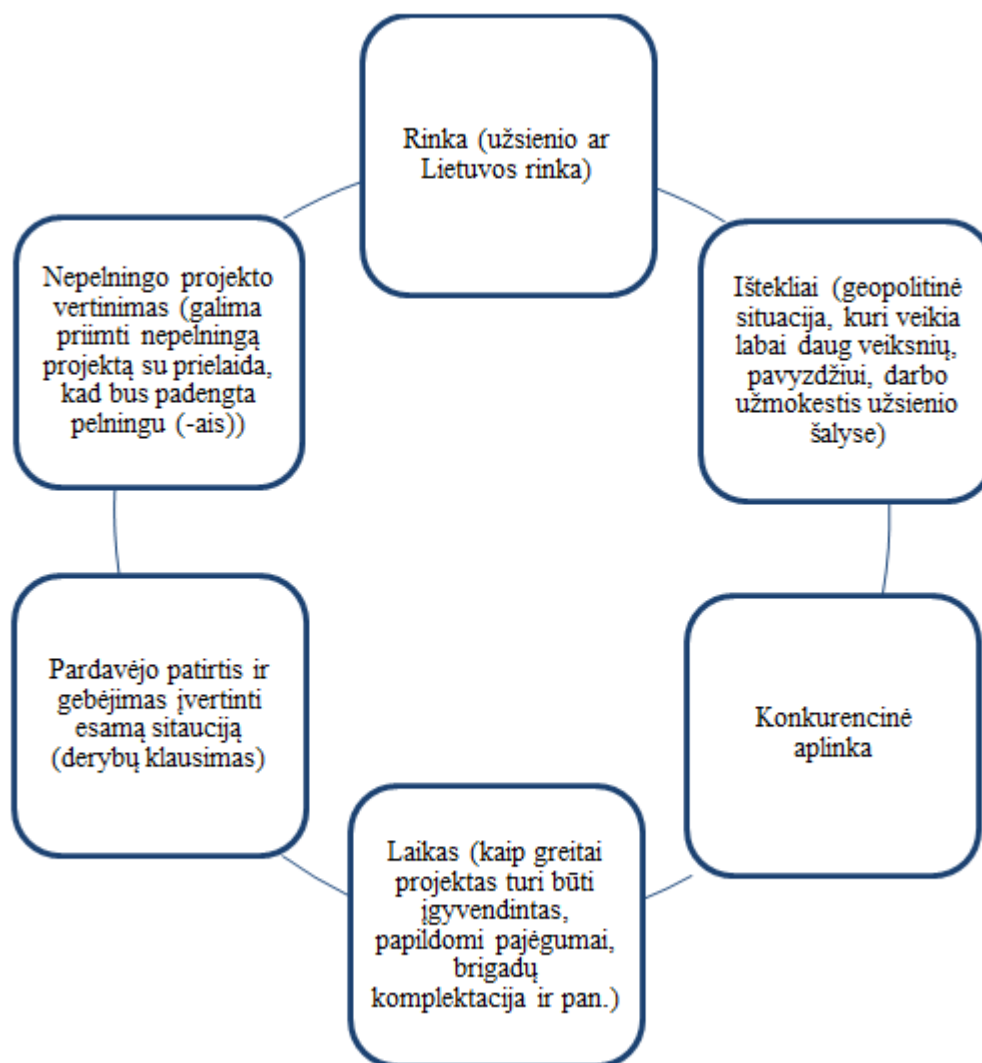 Rinka (užsienio ar
Lietuvos rinka)
Ištekliai (geopolitinė
situacija, kuri veikia
labai daug veiksnių,
pavyzdžiui, darbo
užmokestis užsienio
šalyse)
Konkurencinė
aplinka
Laikas (kaip greitai
projektas turi būti
įgyvendintas,
papildomi pajėgumai,
brigadų
komplektacija ir pan.)
Pardavėjo patirtis ir
gebėjimas įvertinti
esamą sitauciją
(derybų klausimas)
Nepelningo projekto
vertinimas (galima
priimti nepelningą
projektą su prielaida,
kad bus padengta
pelningu (-ais))